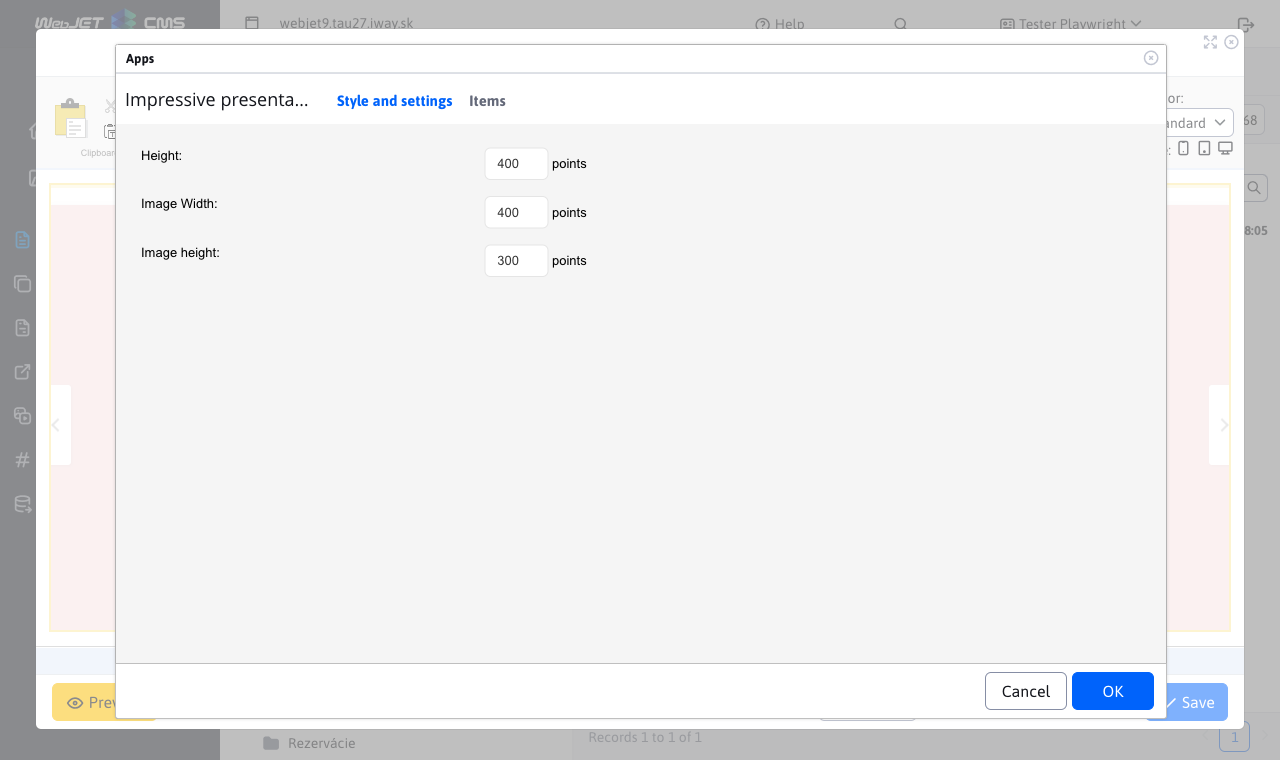 WebJET CMS
webjet9.tau27.iway.sk
Help
Tester Playwright
Apps
Impressive presenta...
Style and settings
Items
or:
andard
68
Clipboar
:
Height:
400
points
Image Width:
400
points
8:05
Image height:
300
points
Cancel
OK
Prev
Save
Rezervácie
Records 1 to 1 of 1
1